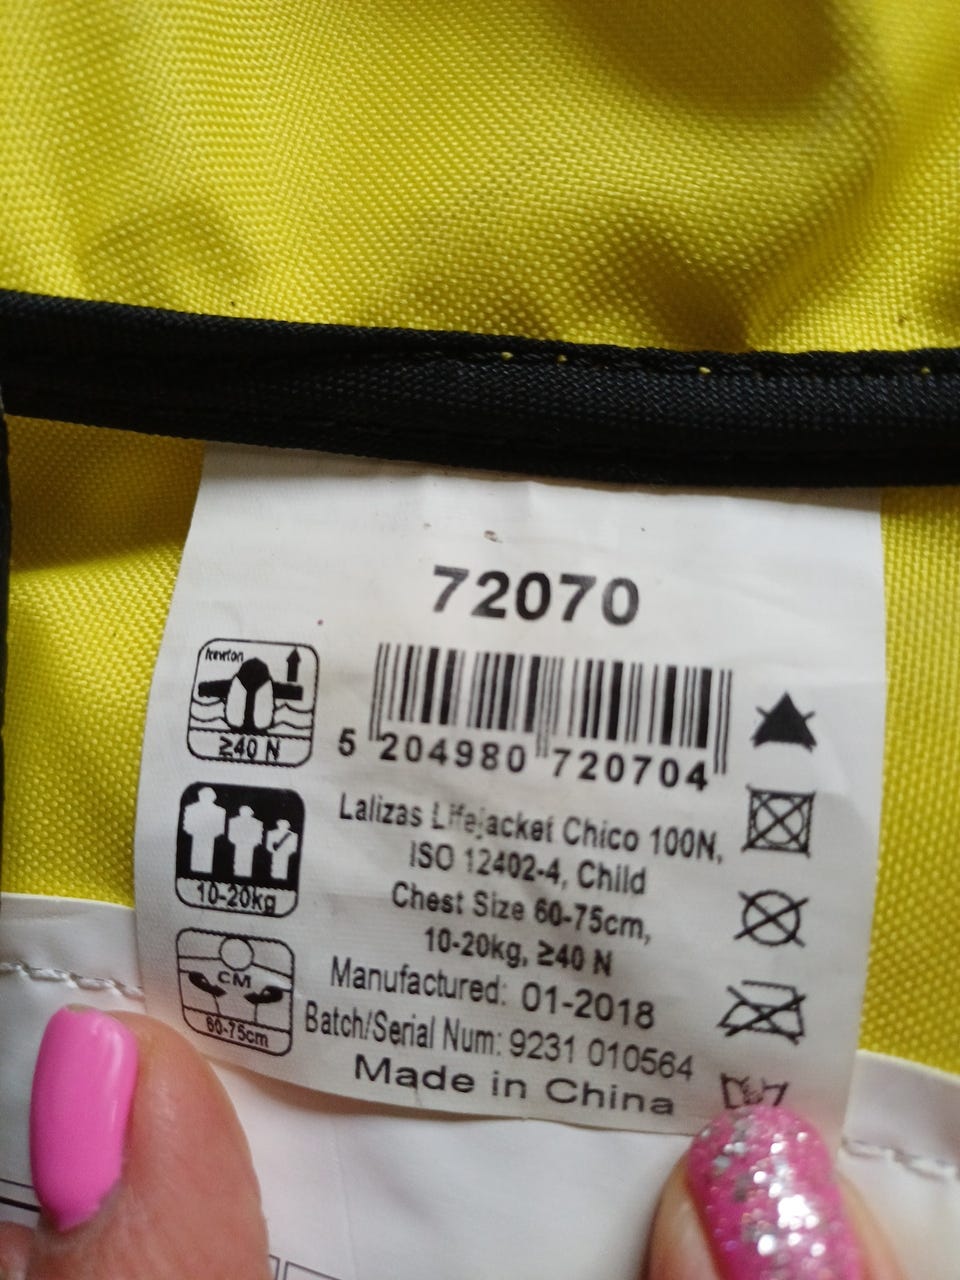 72070
newton
≥40 N
5 204980 720704
10-20kg
CM
60-75cm
Lalizas Lifejacket Chico 100N,
ISO 12402-4, Child
Chest Size 60-75cm,
10-20kg, ≥40 N
Manufactured: 01-2018
Batch/Serial Num: 9231 010564
Made in China